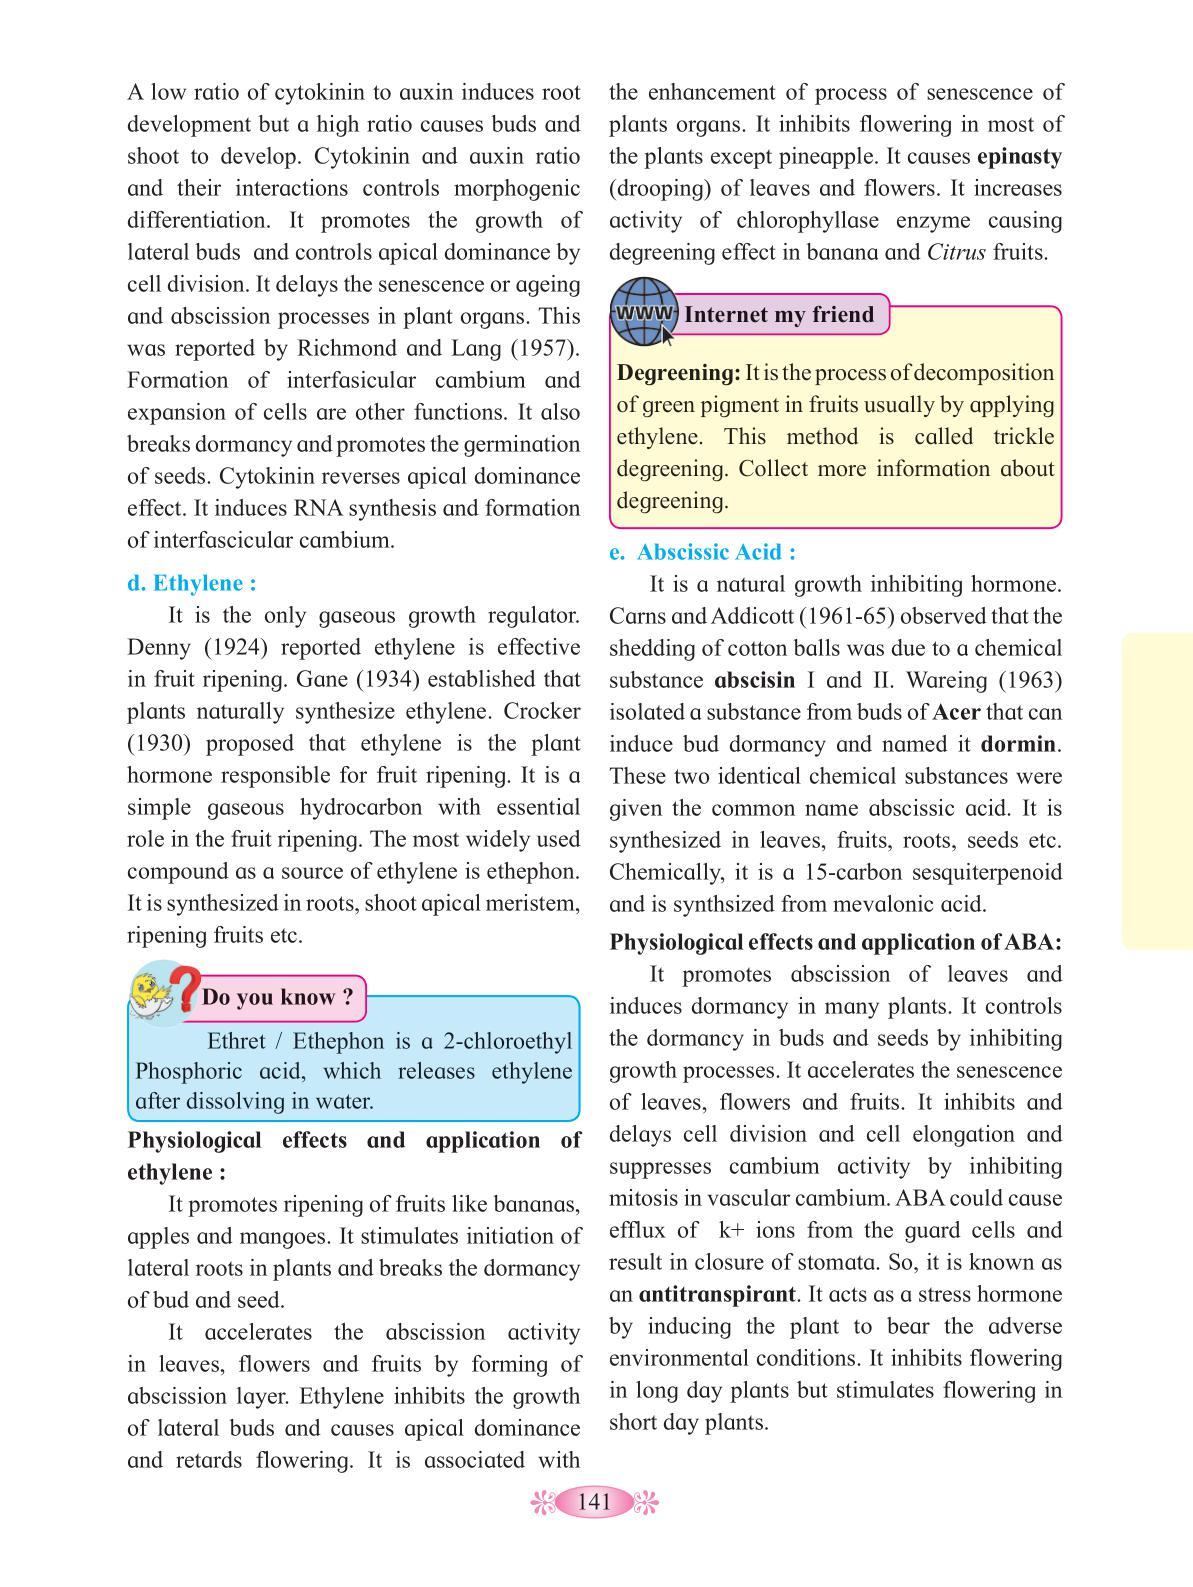 A low ratio of cytokinin to auxin induces root
development but a high ratio causes buds and
shoot to develop. Cytokinin and auxin ratio
and their interactions controls morphogenic
differentiation. It promotes the growth of
lateral buds and controls apical dominance by
cell division. It delays the senescence or ageing
and abscission processes in plant organs. This
was reported by Richmond and Lang (1957).
Formation of interfasicular cambium and
expansion of cells are other functions. It also
breaks dormancy and promotes the germination
of seeds. Cytokinin reverses apical dominance
effect. It induces RNA synthesis and formation
of interfascicular cambium.
d. Ethylene :
It is the only gaseous growth regulator.
Denny (1924) reported ethylene is effective
in fruit ripening. Gane (1934) established that
plants naturally synthesize ethylene. Crocker
(1930) proposed that ethylene is the plant
hormone responsible for fruit ripening. It is a
simple gaseous hydrocarbon with essential
role in the fruit ripening. The most widely used
compound as a source of ethylene is ethephon.
It is synthesized in roots, shoot apical meristem,
ripening fruits etc.
Do you know ?
Ethret / Ethephon is a 2-chloroethyl
Phosphoric acid, which releases ethylene
after dissolving in water.
Physiological effects and application of
ethylene :
It promotes ripening of fruits like bananas,
apples and mangoes. It stimulates initiation of
lateral roots in plants and breaks the dormancy
of bud and seed.
It accelerates the abscission activity
in leaves, flowers and fruits by forming of
abscission layer. Ethylene inhibits the growth
of lateral buds and causes apical dominance
and retards flowering. It is associated with
the enhancement of process of senescence of
plants organs. It inhibits flowering in most of
the plants except pineapple. It causes epinasty
(drooping) of leaves and flowers. It increases
activity of chlorophyllase enzyme causing
degreening effect in banana and Citrus fruits.
WWW Internet my friend
Degreening: It is the process of decomposition
of green pigment in fruits usually by applying
ethylene. This method is called trickle
degreening. Collect more information about
degreening.
e. Abscissic Acid :
It is a natural growth inhibiting hormone.
Carns and Addicott (1961-65) observed that the
shedding of cotton balls was due to a chemical
substance abscisin I and II. Wareing (1963)
isolated a substance from buds of Acer that can
induce bud dormancy and named it dormin.
These two identical chemical substances were
given the common name abscissic acid. It is
synthesized in leaves, fruits, roots, seeds etc.
Chemically, it is a 15-carbon sesquiterpenoid
and is synthsized from mevalonic acid.
Physiological effects and application of ABA:
It promotes abscission of leaves and
induces dormancy in many plants. It controls
the dormancy in buds and seeds by inhibiting
growth processes. It accelerates the senescence
of leaves, flowers and fruits. It inhibits and
delays cell division and cell elongation and
suppresses cambium activity by inhibiting
mitosis in vascular cambium. ABA could cause
efflux of k+ ions from the guard cells and
result in closure of stomata. So, it is known as
an antitranspirant. It acts as a stress hormone
by inducing the plant to bear the adverse
environmental conditions. It inhibits flowering
in long day plants but stimulates flowering in
short day plants.
141